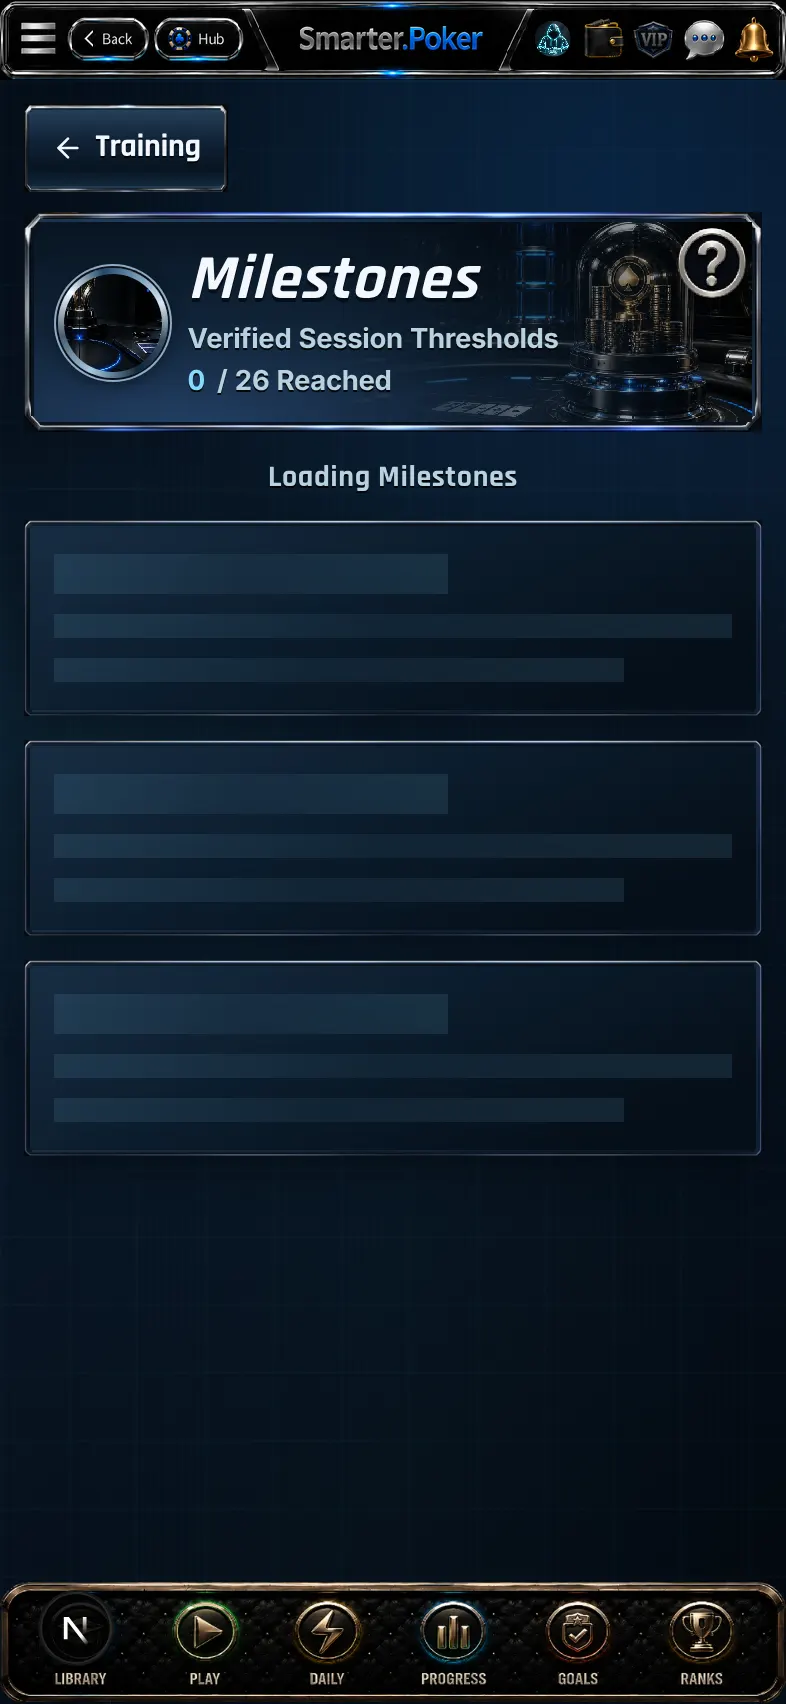 Back
Hub
Smarter.Poker
VIP
← Training
Milestones
Verified Session Thresholds
0 / 26 Reached
?
Loading Milestones
N
LIBRARY
PLAY
DAILY
PROGRESS
GOALS
RANKS